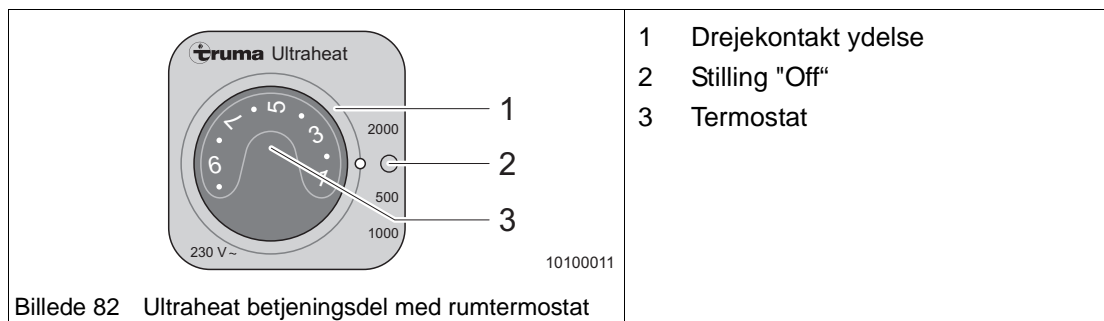 truma Ultraheat
1
2
3
2000
500
1000
230 V~
9
7
5
3
1
10100011
Billede 82 Ultraheat betjeningsdel med rumtermostat
1 Drejekontakt ydelse
2 Stilling "Off“
3 Termostat